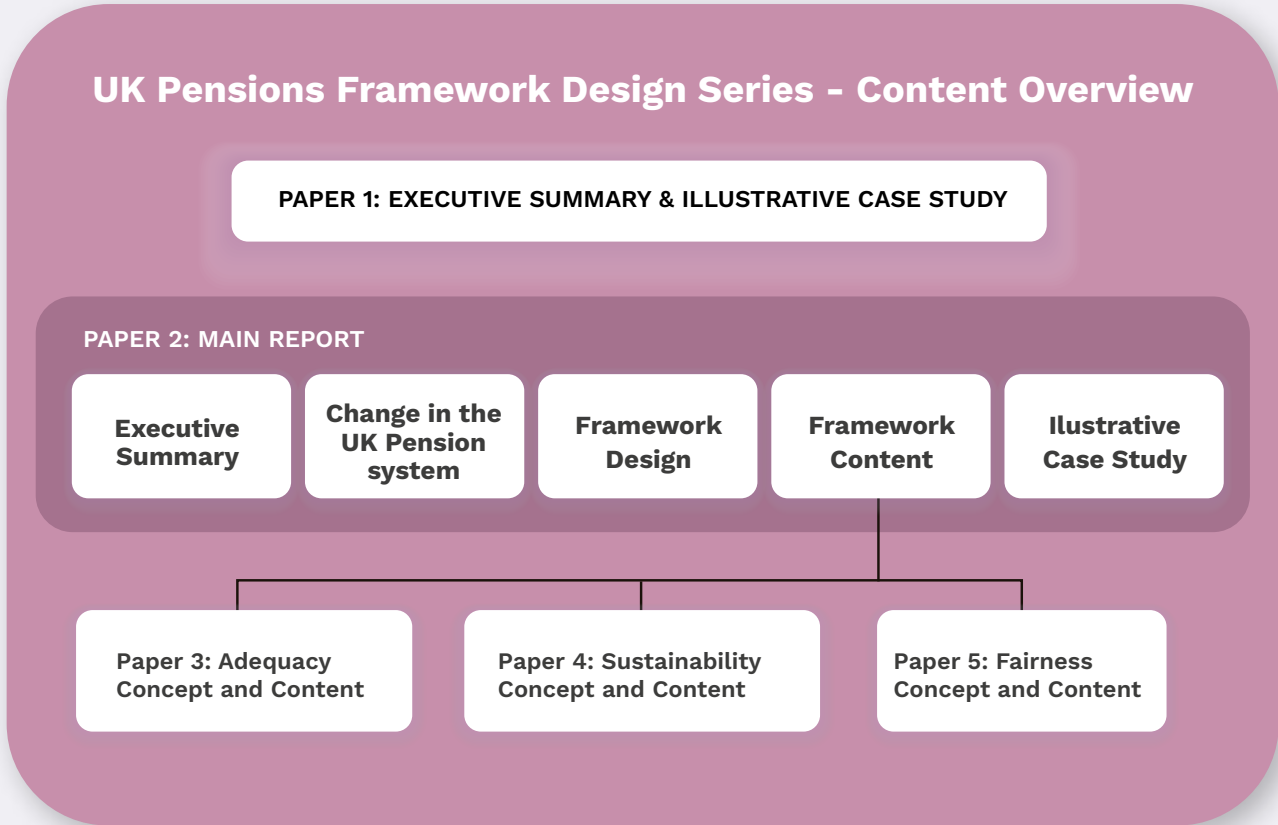 UK Pensions Framework Design Series - Content Overview
PAPER 1: EXECUTIVE SUMMARY & ILLUSTRATIVE CASE STUDY
PAPER 2: MAIN REPORT
Executive
Summary
Change in the
UK Pension
system
Framework
Design
Framework
Content
Ilustrative
Case Study
Paper 3: Adequacy
Concept and Content
Paper 4: Sustainability
Concept and Content
Paper 5: Fairness
Concept and Content